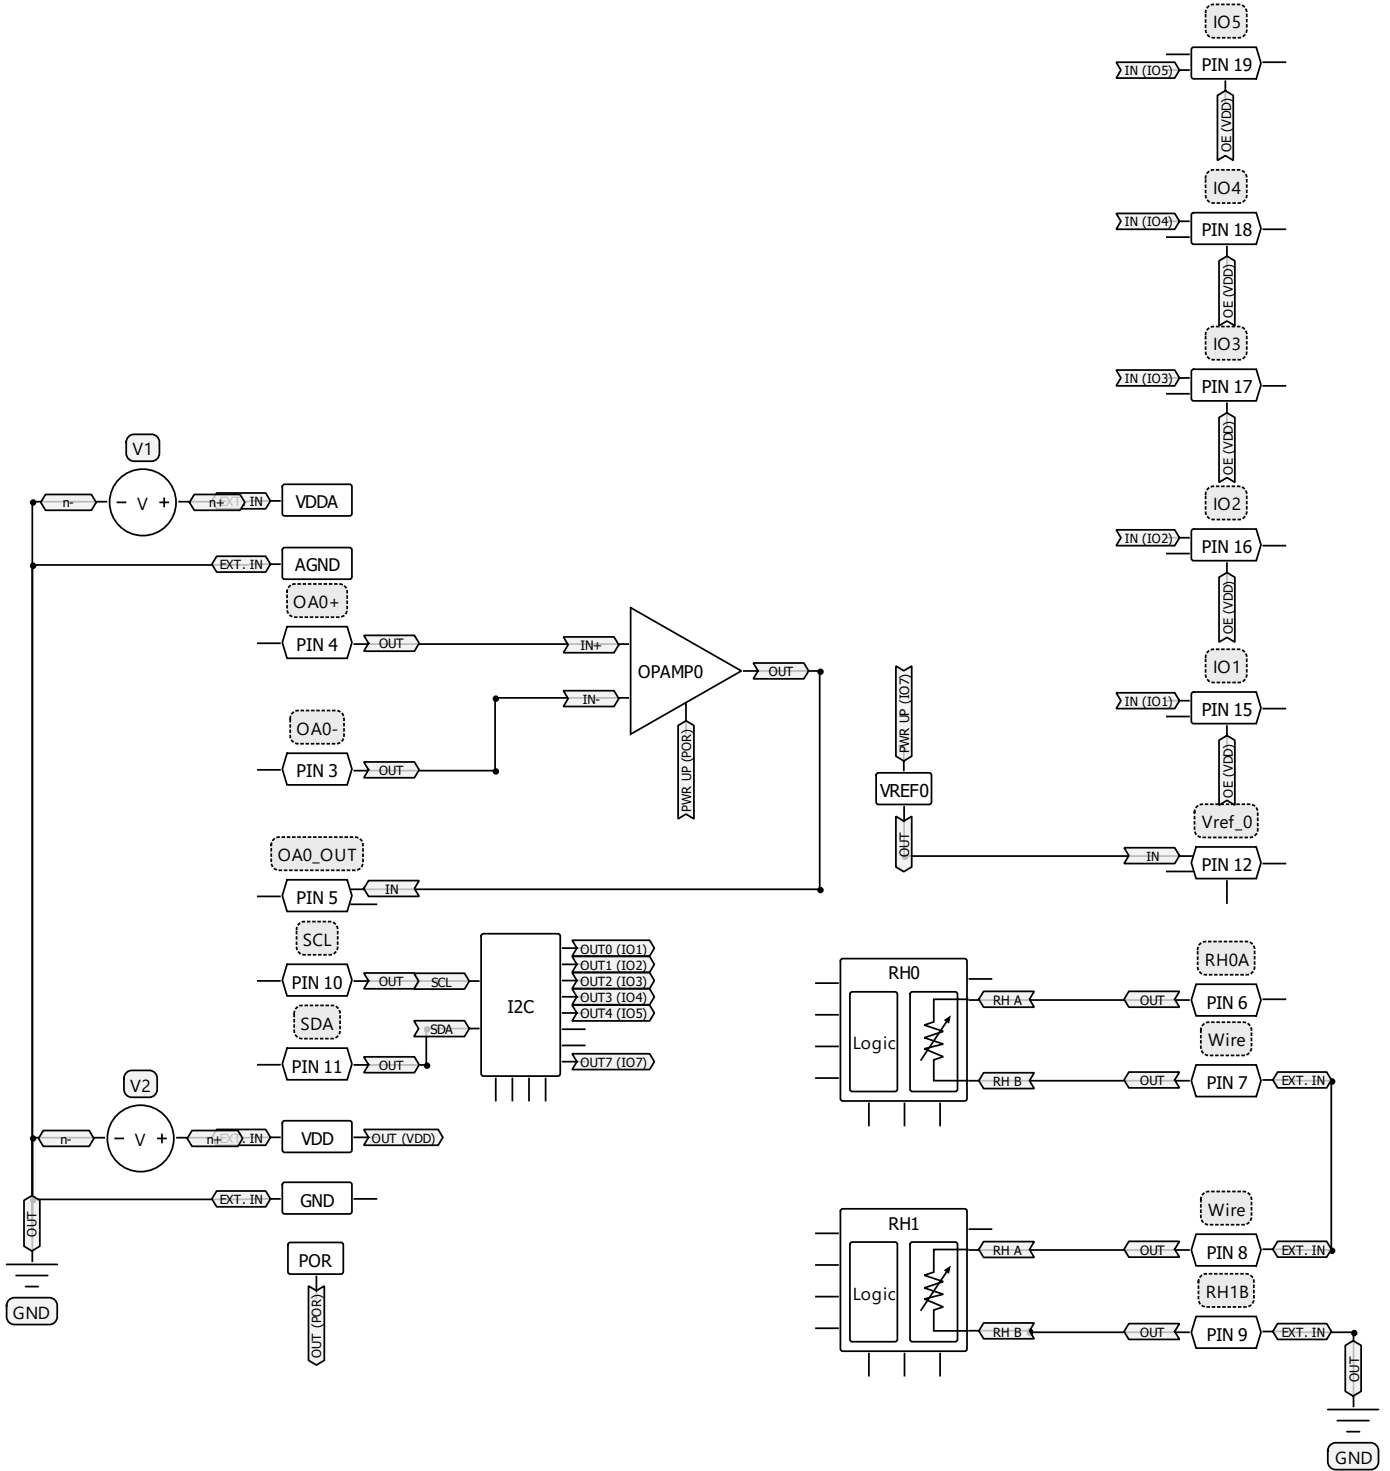 IO5
PIN 19
IN (IO5)
OE (VDD)
IO4
IN (IO4)
PIN 18
OE (VDD)
IO3
IN (IO3)
PIN 17
OE (VDD)
IO2
IN (IO2)
PIN 16
OE (VDD)
IO1
IN (IO1)
PIN 15
OE (VDD)
V1
n-
− V +
n+
EXT. IN
VDDA
EXT. IN
AGND
OA0+
PIN 4
OUT
IN+
OPAMP0
OUT
IN-
PWR UP (POR)
OA0-
PIN 3
OUT
PWR UP (IO7)
VREF0
OUT
Vref_0
IN
PIN 12
OA0_OUT
PIN 5
IN
SCL
PIN 10
OUT
SCL
I2C
OUT0 (IO1)
OUT1 (IO2)
OUT2 (IO3)
OUT3 (IO4)
OUT4 (IO5)
OUT7 (IO7)
SDA
SDA
PIN 11
OUT
RH0
Logic
RH A
OUT
RH0A
PIN 6
RH B
OUT
Wire
PIN 7
EXT. IN
V2
n-
− V +
n+
EXT. IN
VDD
OUT (VDD)
EXT. IN
GND
OUT
GND
POR
OUT (POR)
RH1
Logic
RH A
OUT
Wire
PIN 8
EXT. IN
RH B
OUT
RH1B
PIN 9
EXT. IN
OUT
GND